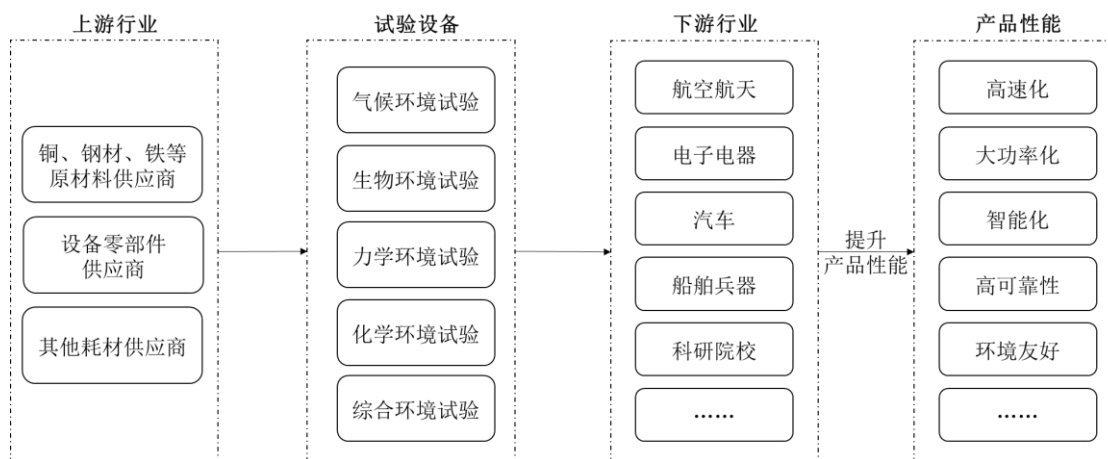 上游行业
铜、钢材、铁等
原材料供应商
设备零部件
供应商
其他耗材供应商
试验设备
气候环境试验
生物环境试验
力学环境试验
化学环境试验
综合环境试验
下游行业
航空航天
电子电器
汽车
船舶兵器
科研院校
……
提升
产品性能
产品性能
高速化
大功率化
智能化
高可靠性
环境友好
……